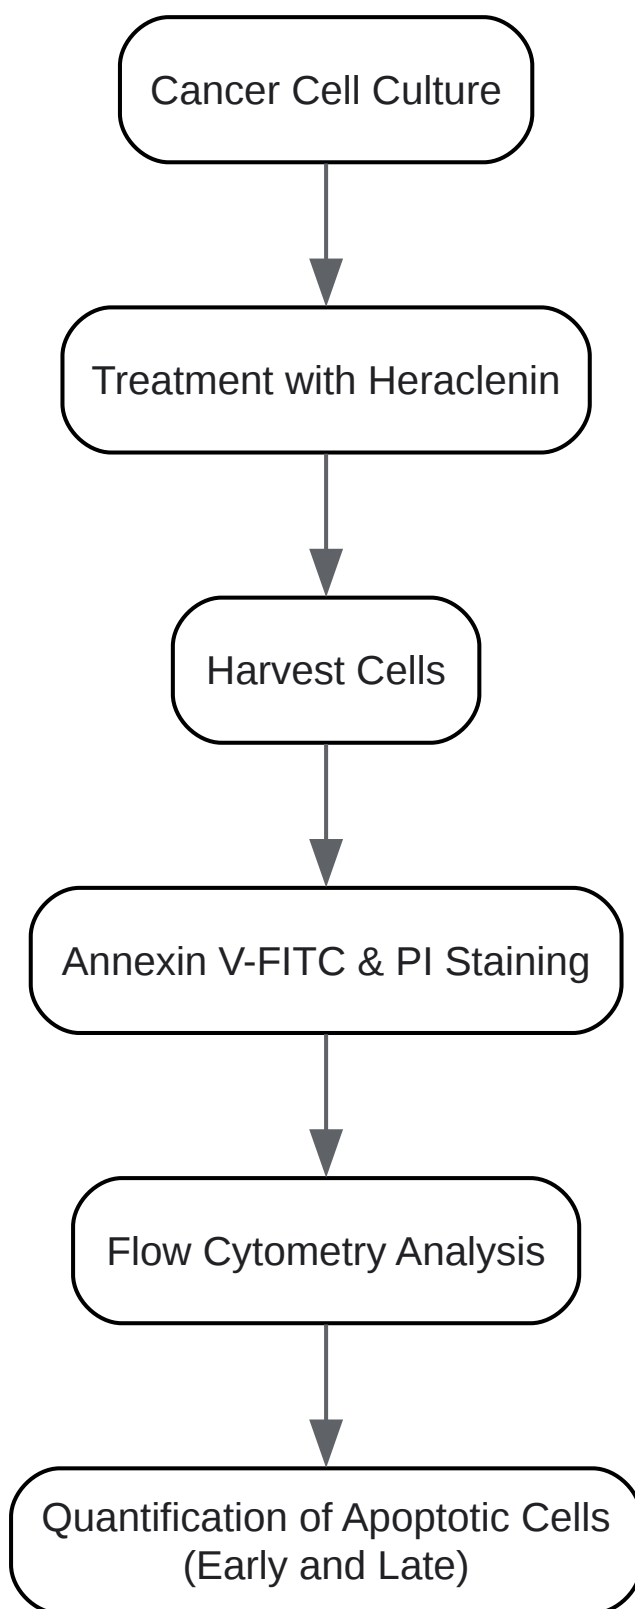 Cancer Cell Culture
Treatment with Heraclenin
Harvest Cells
Annexin V-FITC & PI Staining
Flow Cytometry Analysis
Quantification of Apoptotic Cells
(Early and Late)